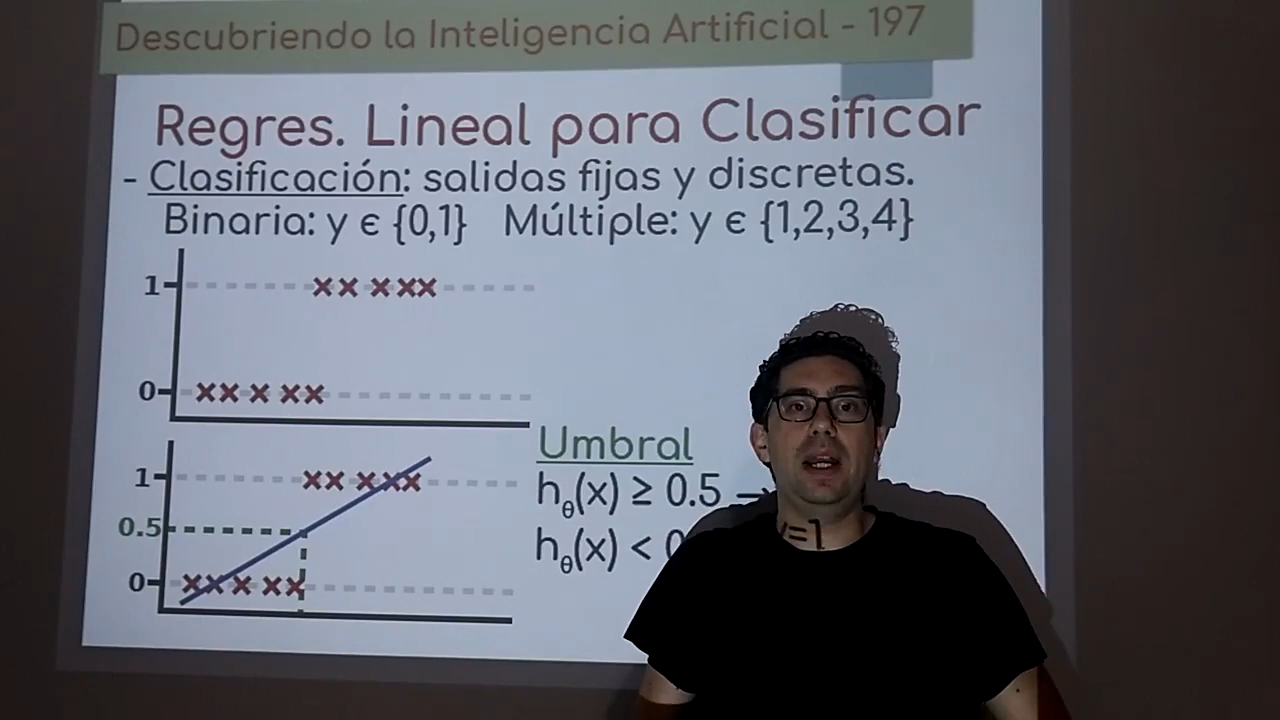 Descubriendo la Inteligencia Artificial - 197
Regres. Lineal para Clasificar
- Clasificación: salidas fijas y discretas.
Binaria: y ϵ {0,1} Múltiple: y ϵ {1,2,3,4}
1
0
1
0.5
0
Umbral
hθ(x) ≥ 0.5 → y=1
hθ(x) < 0